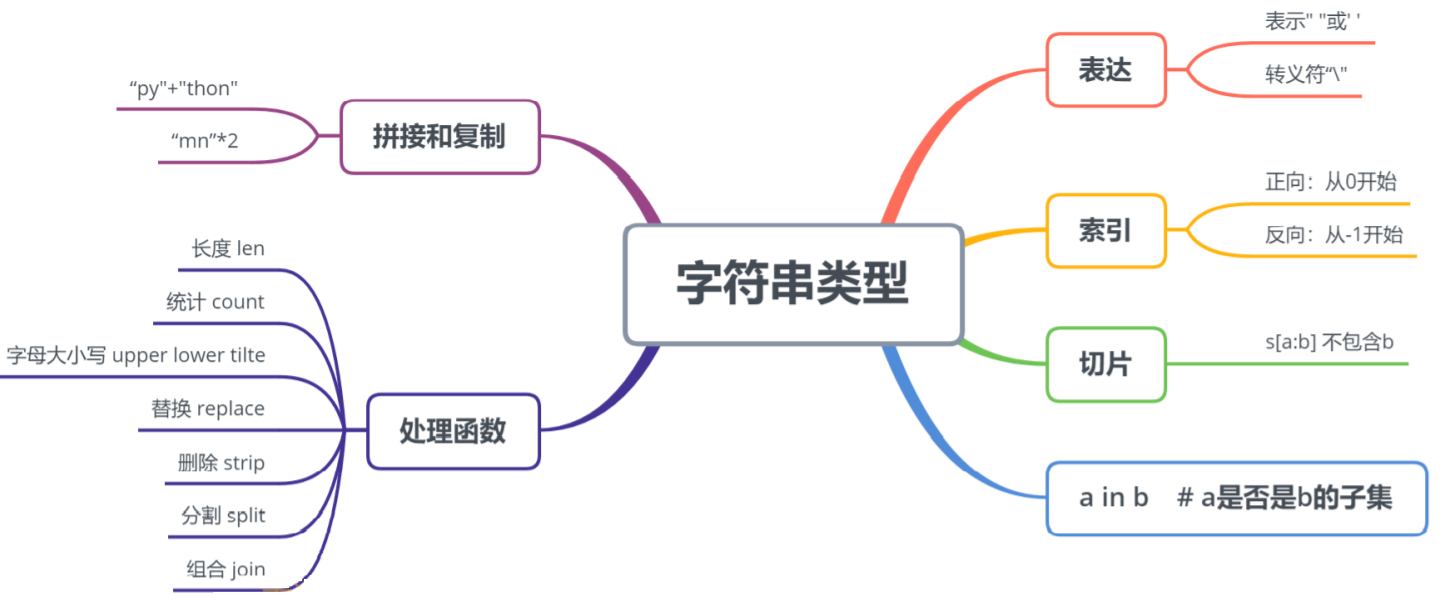 字符串类型
表达
表示" "或' '
转义符“\"
索引
正向：从0开始
反向：从-1开始
切片
s[a:b] 不包含b
a in b    # a是否是b的子集
拼接和复制
“py"+"thon"
“mn”*2
处理函数
长度 len
统计 count
字母大小写 upper lower tilte
替换 replace
删除 strip
分割 split
组合 join